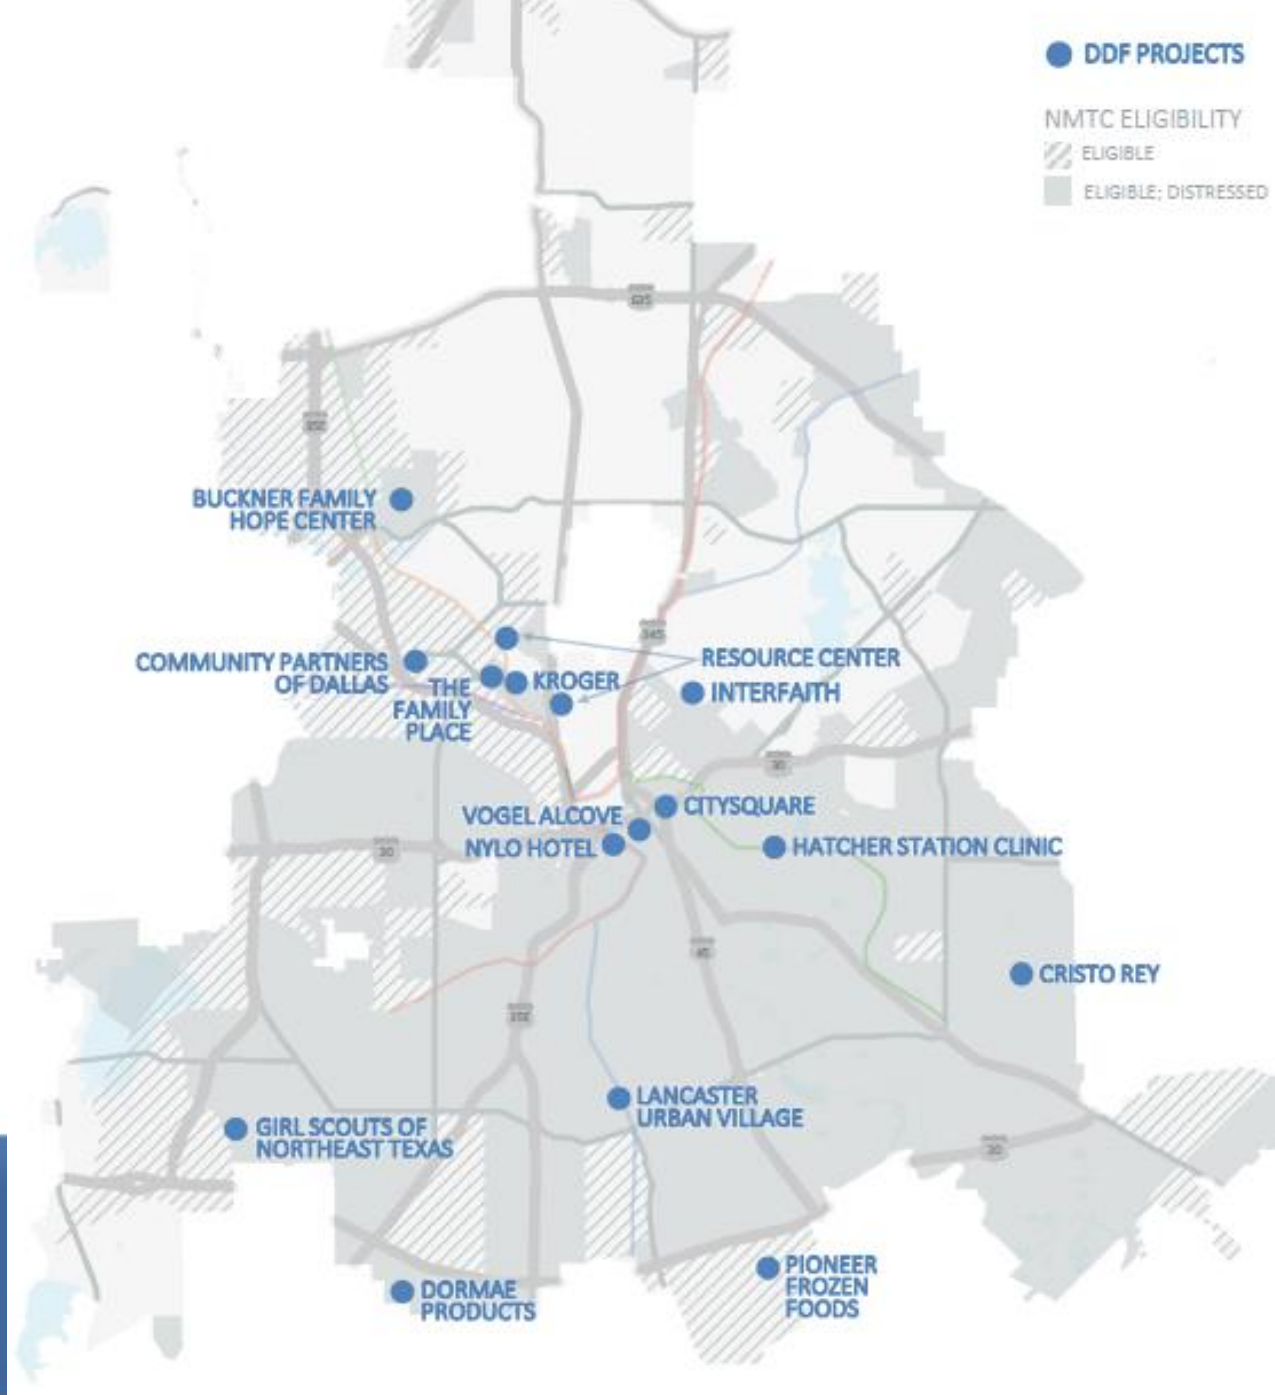 DDF PROJECTS
NMTC ELIGIBILITY
ELIGIBLE
ELIGIBLE; DISTRESSED
635
BUCKNER FAMILY
HOPE CENTER
345
COMMUNITY PARTNERS
OF DALLAS
THE
FAMILY
PLACE
KROGER
RESOURCE CENTER
INTERFAITH
30
VOGEL ALCOVE
NYLO HOTEL
CITYSQUARE
HATCHER STATION CLINIC
30
45
CRISTO REY
LANCASTER
URBAN VILLAGE
GIRL SCOUTS OF
NORTHEAST TEXAS
20
DORMAE
PRODUCTS
PIONEER
FROZEN
FOODS